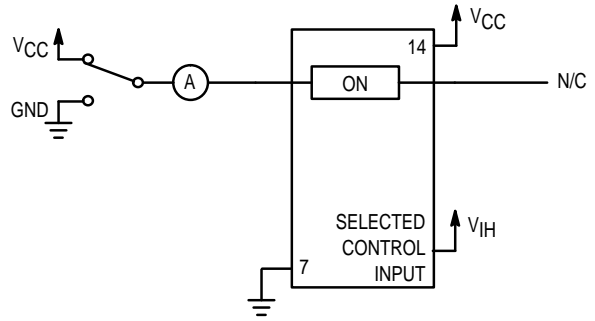 VCC
14
VCC
A
ON
N/C
GND
SELECTED
CONTROL
INPUT
VIH
7